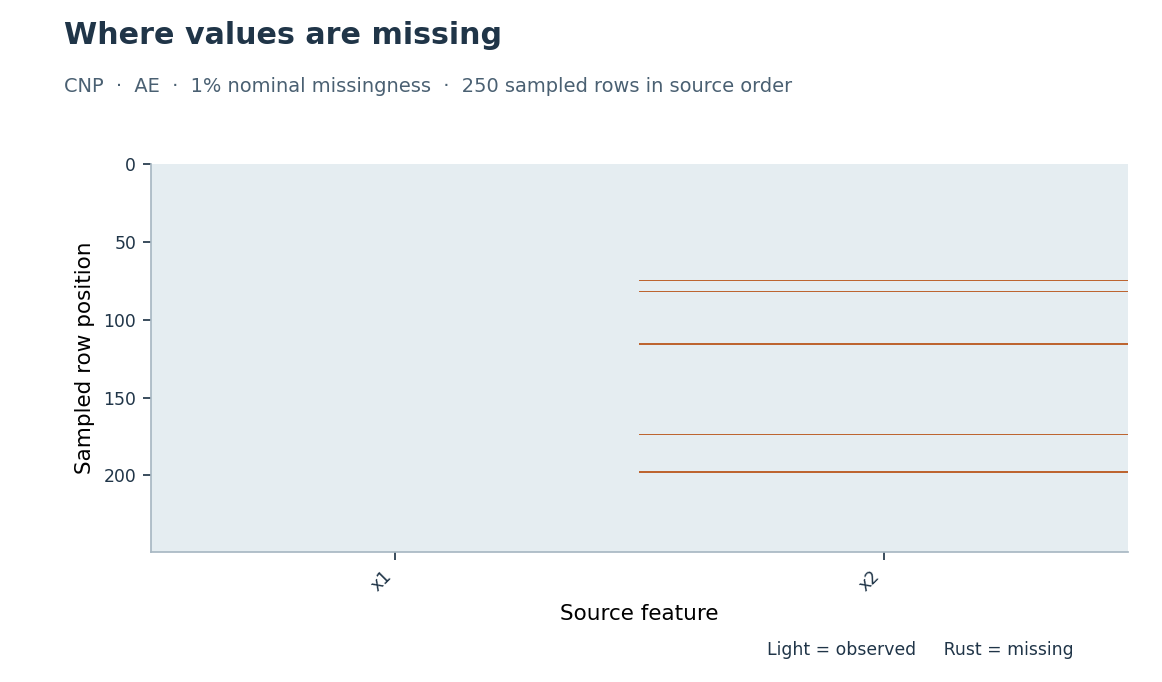 Where values are missing
CNP · AE · 1% nominal missingness · 250 sampled rows in source order
0
50
100
150
200
Sampled row position
x1
x2
Source feature
Light = observed Rust = missing